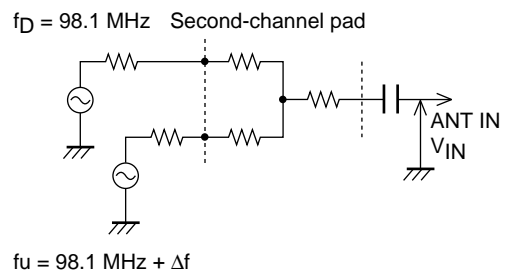 fD = 98.1 MHz Second-channel pad
ANT IN
VIN
fu = 98.1 MHz + Δf